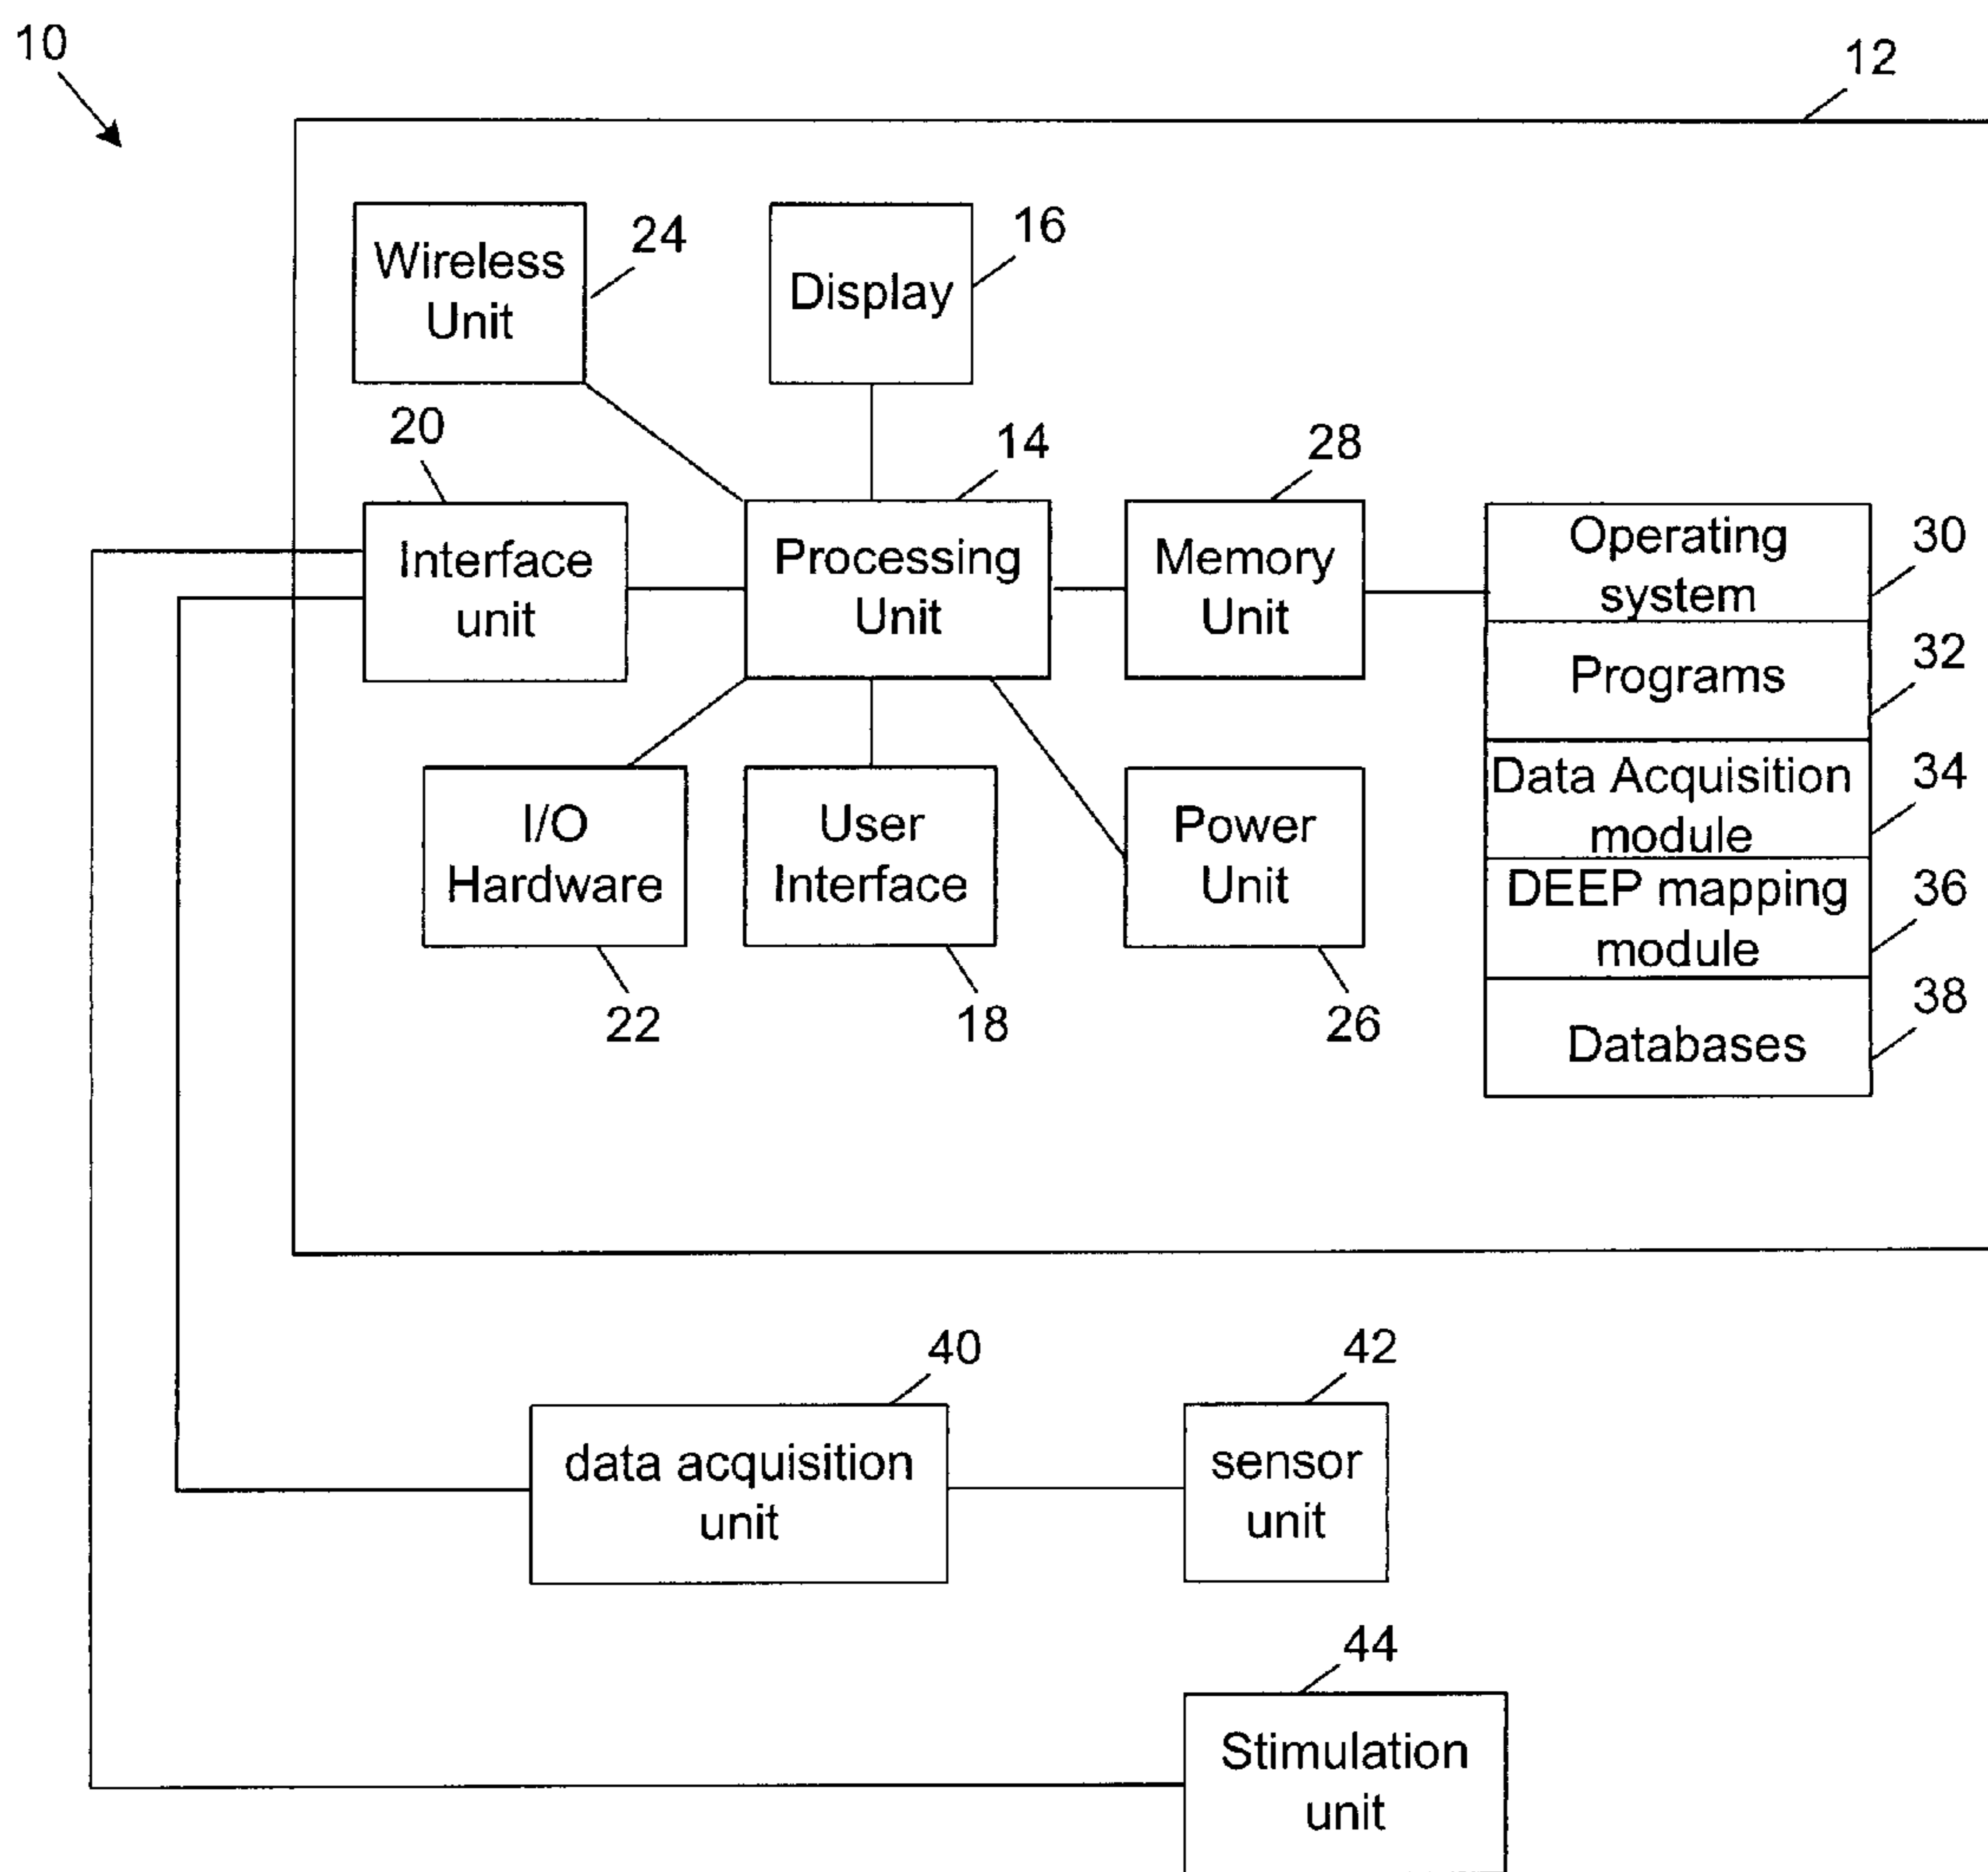 10
12
Wireless
Unit
24
Display
16
20
14
28
Interface
unit
Processing
Unit
Memory
Unit
Operating
system
30
Programs
32
Data Acquisition
module
34
DEEP mapping
module
36
Databases
38
I/O
Hardware
22
User
Interface
18
Power
Unit
26
40
data acquisition
unit
42
sensor
unit
44
Stimulation
unit